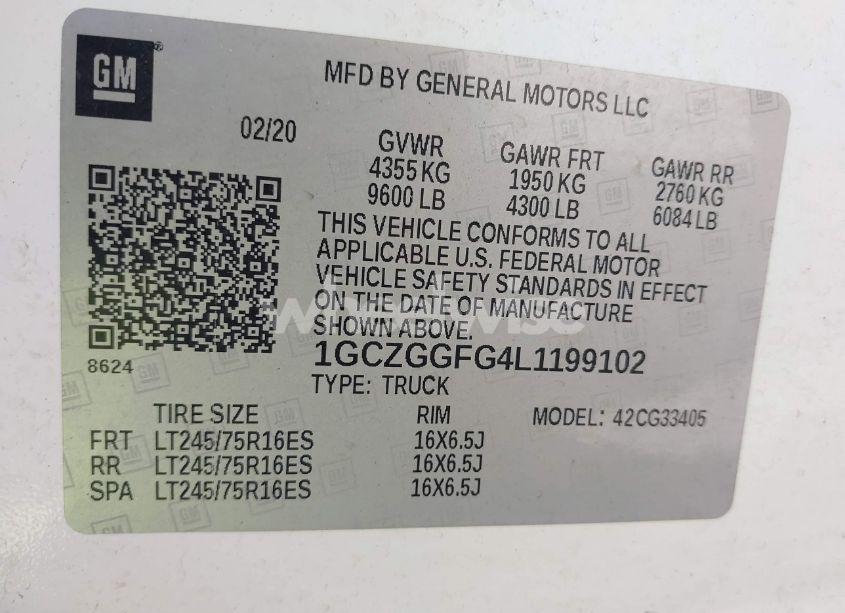 GM
MFD BY GENERAL MOTORS LLC
02/20
GVWR
4355 KG
9600 LB
GAWR FRT
1950 KG
4300 LB
GAWR RR
2760 KG
6084 LB
THIS VEHICLE CONFORMS TO ALL
APPLICABLE U.S. FEDERAL MOTOR
VEHICLE SAFETY STANDARDS IN EFFECT
ON THE DATE OF MANUFACTURE
SHOWN ABOVE.
8624
1GCZGGFG4L1199102
TYPE: TRUCK
TIRE SIZE RIM MODEL: 42CG33405
FRT LT245/75R16ES 16X6.5J
RR LT245/75R16ES 16X6.5J
SPA LT245/75R16ES 16X6.5J